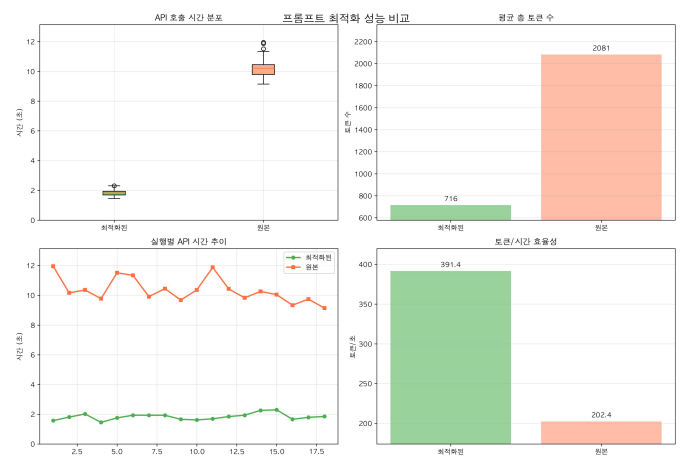 프롬프트 최적화 성능 비교
API 호출 시간 분포
시간 (초)
12
10
8
6
4
2
0
최적화된
원본
평균 총 토큰 수
토큰 수
2200
2000
1800
1600
1400
1200
1000
800
600
716
2081
최적화된
원본
실행별 API 시간 추이
시간 (초)
12
10
8
6
4
2
0
최적화된
원본
2.5
5.0
7.5
10.0
12.5
15.0
17.5
토큰/시간 효율성
토큰/초
400
350
300
250
200
391.4
202.4
최적화된
원본